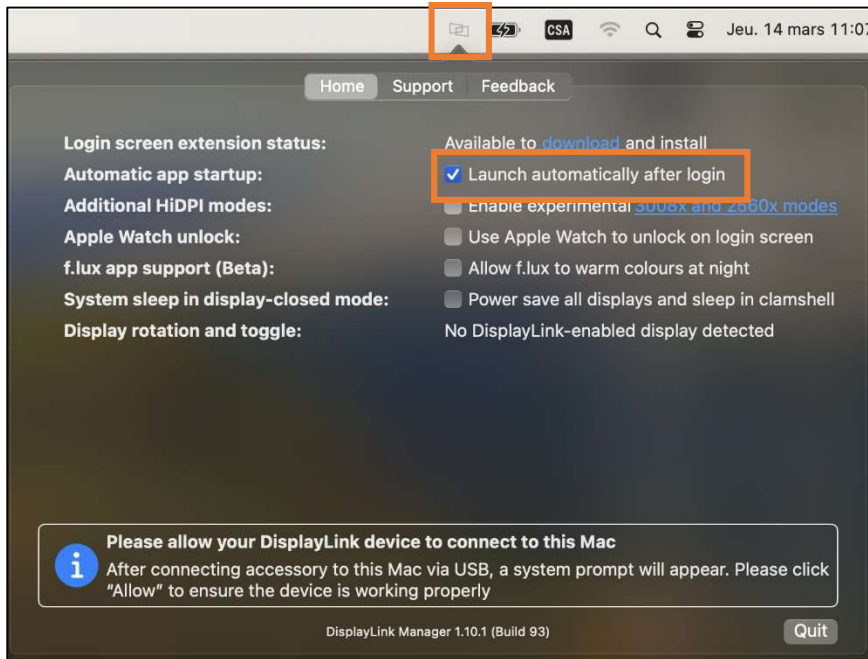 CSA Jeu. 14 mars 11:07
Home Support Feedback
Login screen extension status: Available to download and install
Automatic app startup: Launch automatically after login
Additional HiDPI modes: Enable experimental 3008x and 2560x modes
Apple Watch unlock: Use Apple Watch to unlock on login screen
f.lux app support (Beta): Allow f.lux to warm colours at night
System sleep in display-closed mode: Power save all displays and sleep in clamshell
Display rotation and toggle: No DisplayLink-enabled display detected
Please allow your DisplayLink device to connect to this Mac
After connecting accessory to this Mac via USB, a system prompt will appear. Please click
"Allow" to ensure the device is working properly
DisplayLink Manager 1.10.1 (Build 93) Quit